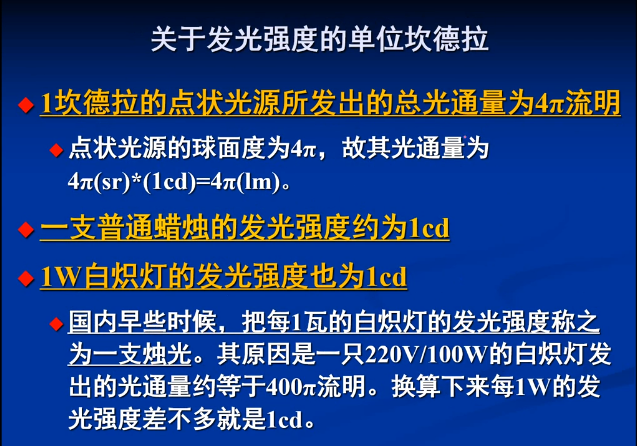 关于发光强度的单位坎德拉
1坎德拉的点状光源所发出的总光通量为4π流明
点状光源的球面度为4π，故其光通量为
4π(sr)*(1cd)=4π(lm)。
一支普通蜡烛的发光强度约为1cd
1W白炽灯的发光强度也为1cd
国内早些时候，把每1瓦的白炽灯的发光强度称之
为一支烛光。其原因是一只220V/100W的白炽灯发
出的光通量约等于400π流明。换算下来每1W的发
光强度差不多就是1cd。